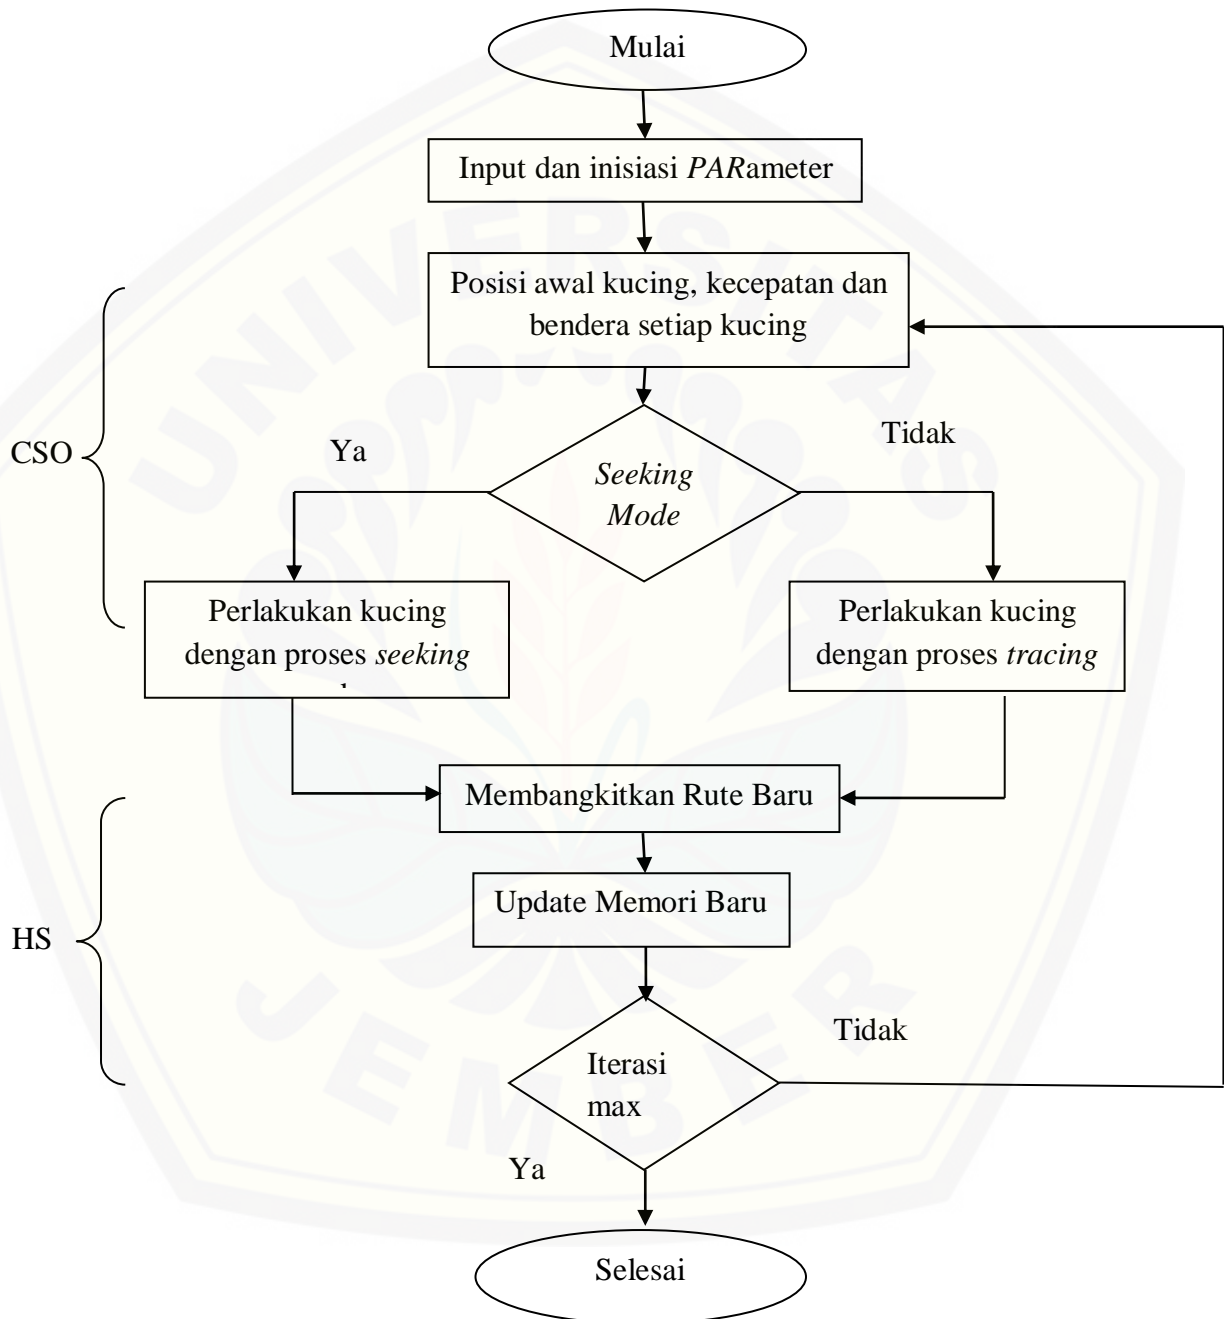 Mulai
Input dan inisiasi PARameter
Posisi awal kucing, kecepatan dan
bendera setiap kucing
CSO
Ya
Tidak
Seeking
Mode
Perlakukan kucing
dengan proses seeking
Perlakukan kucing
dengan proses tracing
Membangkitkan Rute Baru
Update Memori Baru
HS
Iterasi
max
Tidak
Ya
Selesai
UNIVERSITAS
JEMBER